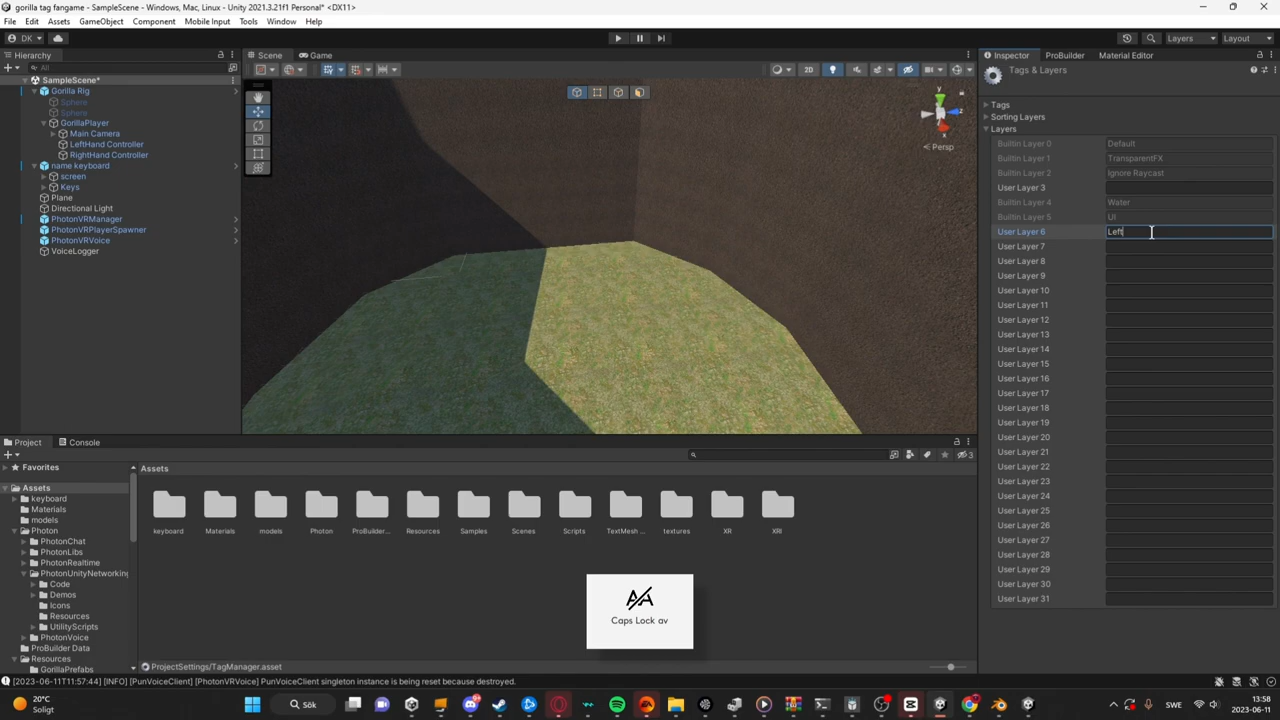 gorilla tag fangame - SampleScene - Windows, Mac, Linux - Unity 2021.3.21f1 Personal* <DX11>
File Edit Assets GameObject Component Mobile Input Tools Window Help
DK
Layers Layout
Hierarchy
All
SampleScene*
Gorilla Rig
Sphere
Sphere
GorillaPlayer
Main Camera
LeftHand Controller
RightHand Controller
name keyboard
screen
Keys
Plane
Directional Light
PhotonVRManager
PhotonVRPlayerSpawner
PhotonVRVoice
VoiceLogger
Scene Game
2D
y
x
Persp
Inspector ProBuilder Material Editor
Tags & Layers
Tags
Sorting Layers
Layers
Builtin Layer 0 Default
Builtin Layer 1 TransparentFX
Builtin Layer 2 Ignore Raycast
User Layer 3
Builtin Layer 4 Water
Builtin Layer 5 UI
User Layer 6 Left
User Layer 7
User Layer 8
User Layer 9
User Layer 10
User Layer 11
User Layer 12
User Layer 13
User Layer 14
User Layer 15
User Layer 16
User Layer 17
User Layer 18
User Layer 19
User Layer 20
User Layer 21
User Layer 22
User Layer 23
User Layer 24
User Layer 25
User Layer 26
User Layer 27
User Layer 28
User Layer 29
User Layer 30
User Layer 31
Project Console
3
Favorites
Assets
keyboard
Materials
models
Photon
PhotonChat
PhotonLibs
PhotonRealtime
PhotonUnityNetworking
Code
Demos
Icons
Resources
UtilityScripts
PhotonVoice
ProBuilder Data
Resources
GorillaPrefabs
Assets
keyboard Materials models Photon ProBuilder... Resources Samples Scenes Scripts TextMesh ... textures XR XRI
Caps Lock av
ProjectSettings/TagManager.asset
[2023-06-11T11:57:44] [INFO] [PunVoiceClient] [PhotonVRVoice] PunVoiceClient singleton instance is being reset because destroyed.
20°C
Soligt
Sök
SWE
13:58
2023-06-11